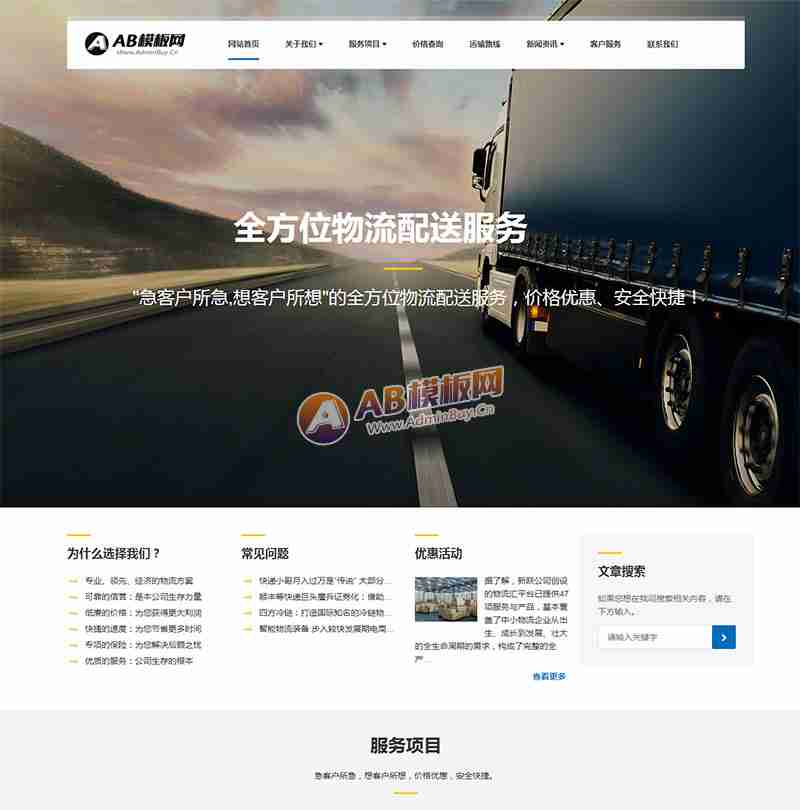 AB模板网
Www.AdminBuy.Cn
网站首页 关于我们 服务项目 价格查询 运输路线 新闻资讯 客户服务 联系我们
全方位物流配送服务
"急客户所急,想客户所想"的全方位物流配送服务，价格优惠、安全快捷！
AB模板网
Www.AdminBuy.Cn
为什么选择我们？
专业、领先、经济的物流方案
可靠的信誉：是本公司生存力量
低廉的价格：为您获得更大利润
快捷的速度：为您节省更多时间
专项的保险：为您解决后顾之忧
优质的服务：公司生存的根本
常见问题
快递小哥月入过万是"传说" 大部分...
顺丰等快递巨头屡兵证券化：借助...
四方冷链：打造国际知名的冷链物...
智能物流装备 步入较快发展期电商...
优惠活动
据了解，新跃公司创设
的物流汇平台已提供47
项服务与产品，基本覆
盖了中小物流企业从出
生、成长到发展、壮大
的全生命周期的需求，构成了完整的全
产...
查看更多
文章搜索
如果您想在找间搜索相关内容，请在
下方输入。
请输入关键字
服务项目
急客户所急，想客户所想，价格优惠，安全快捷。